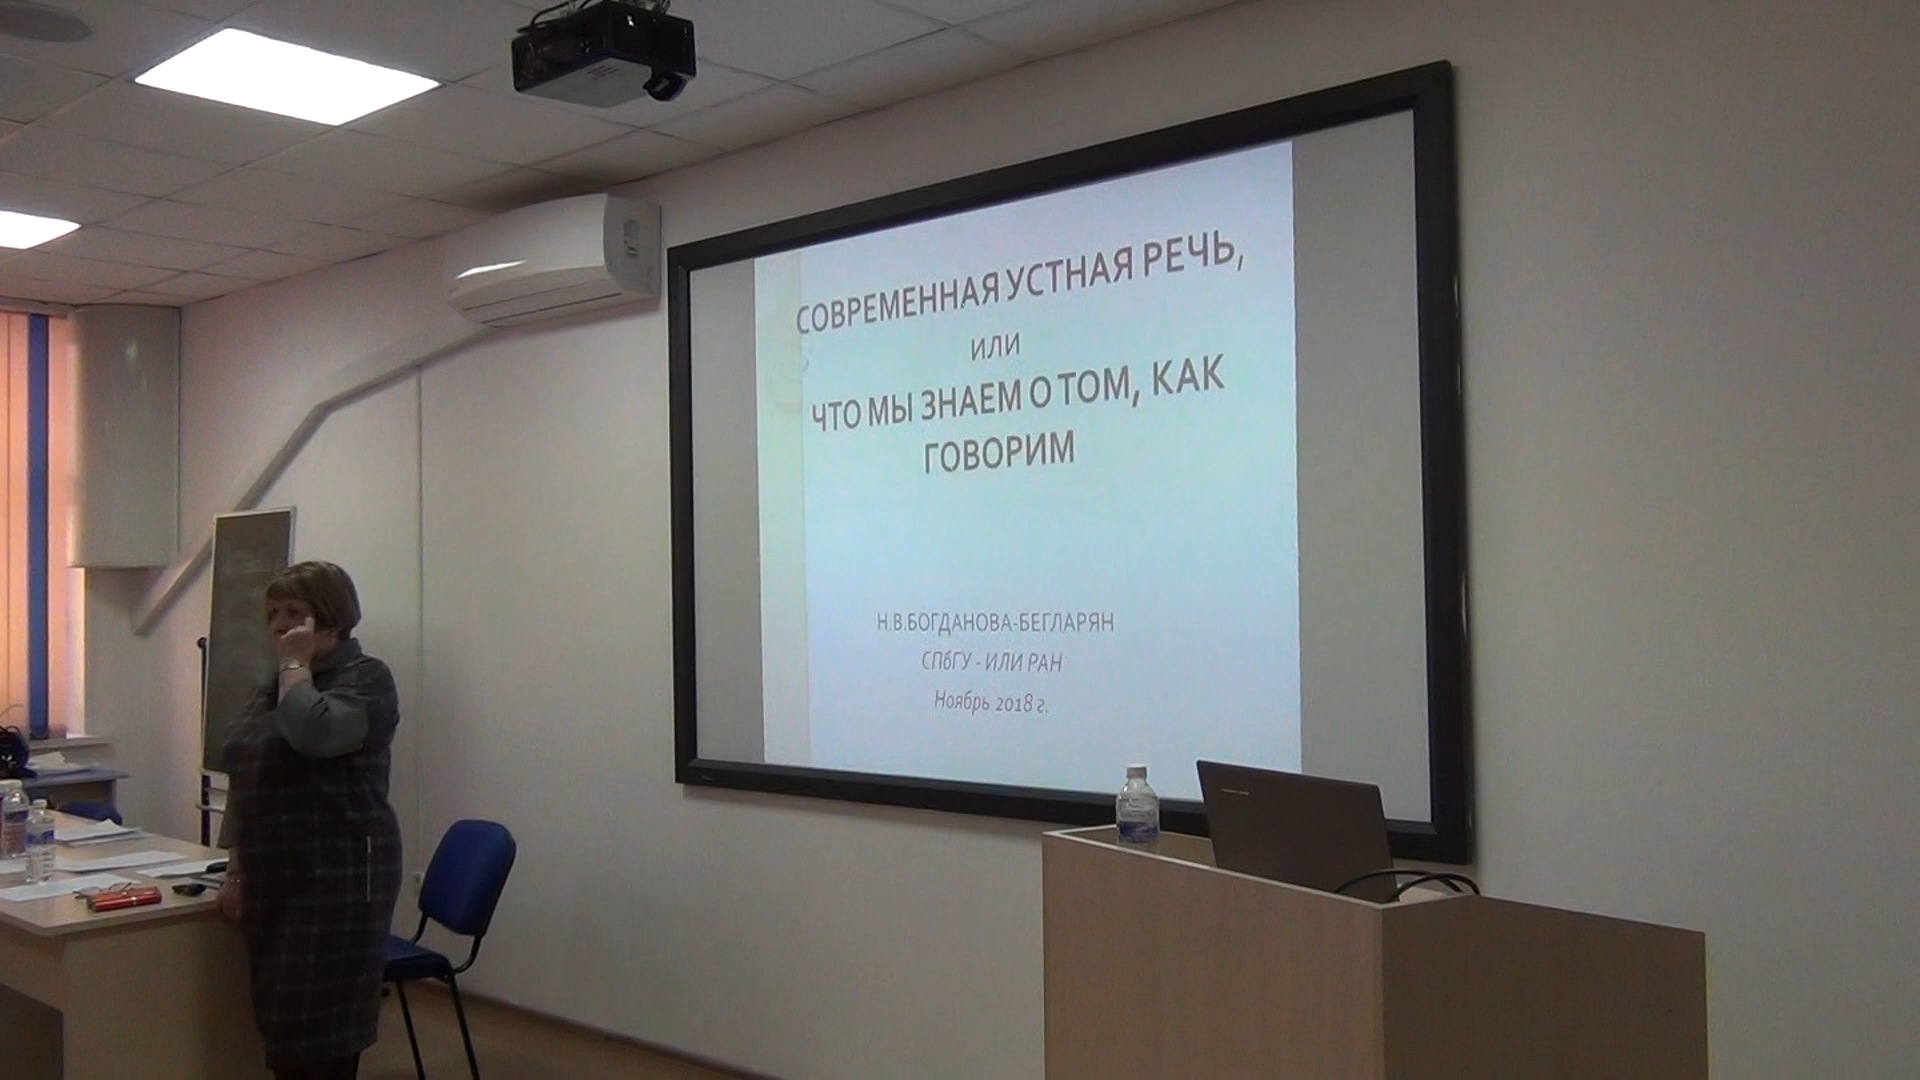 СОВРЕМЕННАЯ УСТНАЯ РЕЧЬ,
ИЛИ
ЧТО МЫ ЗНАЕМ О ТОМ, КАК
ГОВОРИМ
Н.В.БОГДАНОВА-БЕГЛАРЯН
СПбГУ - ИЛИ РАН
Ноябрь 2018 г.